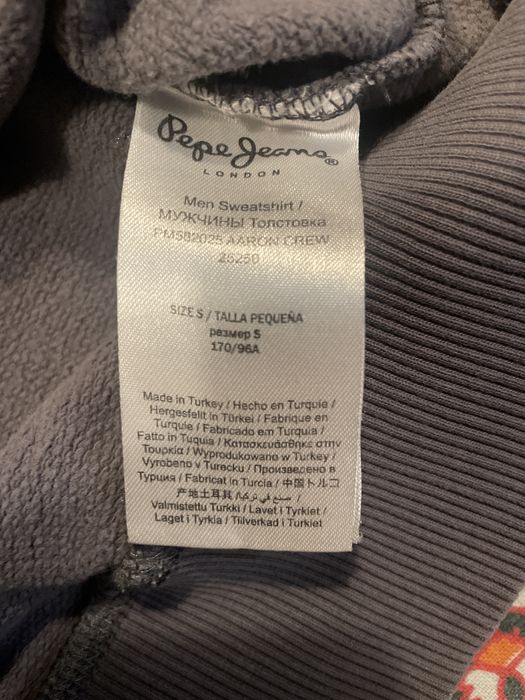 Pepe Jeans®
LONDON
Men Sweatshirt /
МУЖЧИНЫ Толстовка
PM582025 AARON CREW
26250
SIZE S / TALLA PEQUEÑA
размер S
170/96A
Made in Turkey / Hecho en Turquie /
Hergesfellt in Türkei / Fabrique en
Turquie / Fabricado em Turquia /
Fatto in Tuquia / Κατασκευάσθηκε στην
Τουρκία / Wyprodukowano w Turkey /
Vyrobeno v Turecku / Произведено в
Турция / Fabricat in Turcia / 中国トルコ
产地土耳其 / صنع في تركيا /
Valmistettu Turkki / Lavet i Tyrkiet /
Laget i Tyrkia / Tiilverkad i Turkiet